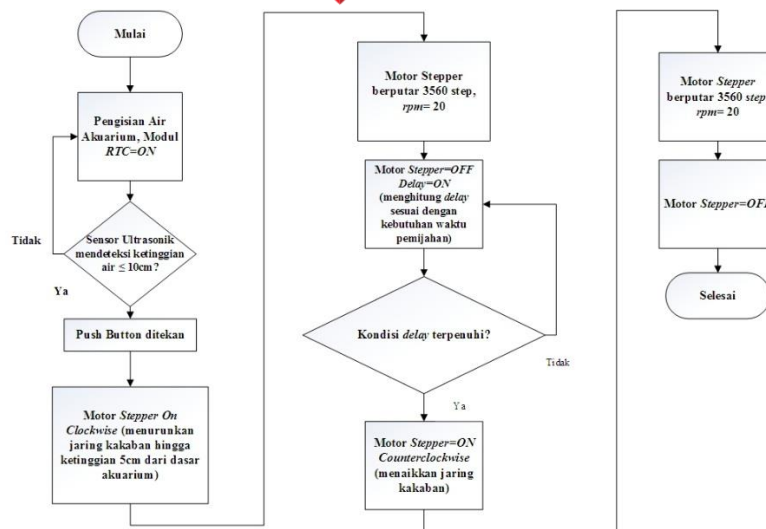 Mulai
Pengisian Air
Akuarium, Modul
RTC=ON
Sensor Ultrasonik
mendeteksi ketinggian
air ≤ 10cm?
Tidak
Ya
Push Button ditekan
Motor Stepper On
Clockwise (menurunkan
jaring kakaban hingga
ketinggian 5cm dari dasar
akuarium)
Motor Stepper
berputar 3560 step,
rpm= 20
Motor Stepper=OFF
Delay=ON
(menghitung delay
sesuai dengan
kebutuhan waktu
pemijahan)
Kondisi delay terpenuhi?
Tidak
Ya
Motor Stepper=ON
Counterclockwise
(menaikkan jaring
kakaban)
Motor Stepper
berputar 3560 step
rpm= 20
Motor Stepper=OFF
Selesai